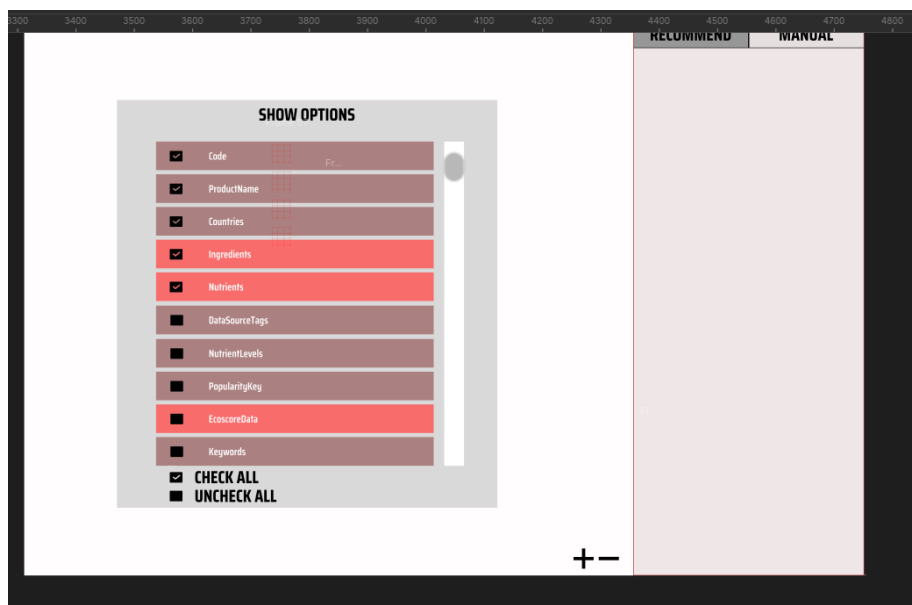 3300 3400 3500 3600 3700 3800 3900 4000 4100 4200 4300 4400 4500 4600 4700 4800
RECOMMEND MANUAL
SHOW OPTIONS
Code
Fr...
ProductName
Countries
Ingredients
Nutrients
DataSourceTags
NutrientLevels
PopularityKey
EcoscoreData
Keywords
CHECK ALL
UNCHECK ALL
+−